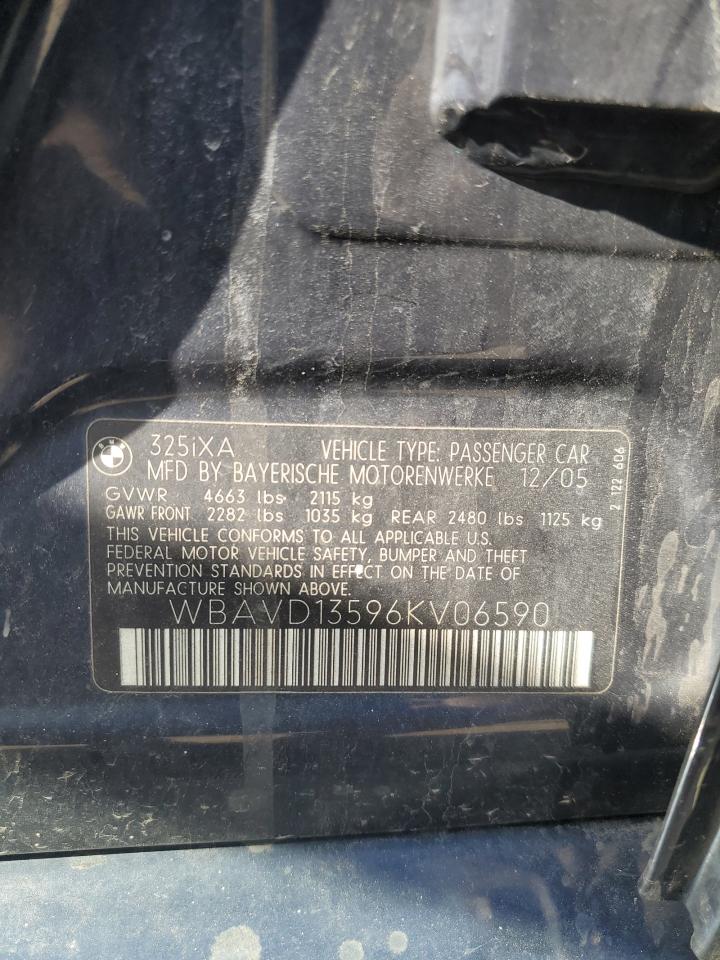 325iXA VEHICLE TYPE: PASSENGER CAR
MFD BY BAYERISCHE MOTORENWERKE 12/05
GVWR 4663 lbs 2115 kg
GAWR FRONT 2282 lbs 1035 kg REAR 2480 lbs 1125 kg
THIS VEHICLE CONFORMS TO ALL APPLICABLE U.S.
FEDERAL MOTOR VEHICLE SAFETY, BUMPER AND THEFT
PREVENTION STANDARDS IN EFFECT ON THE DATE OF
MANUFACTURE SHOWN ABOVE.
WBAVD13596KV06590
2 122 606